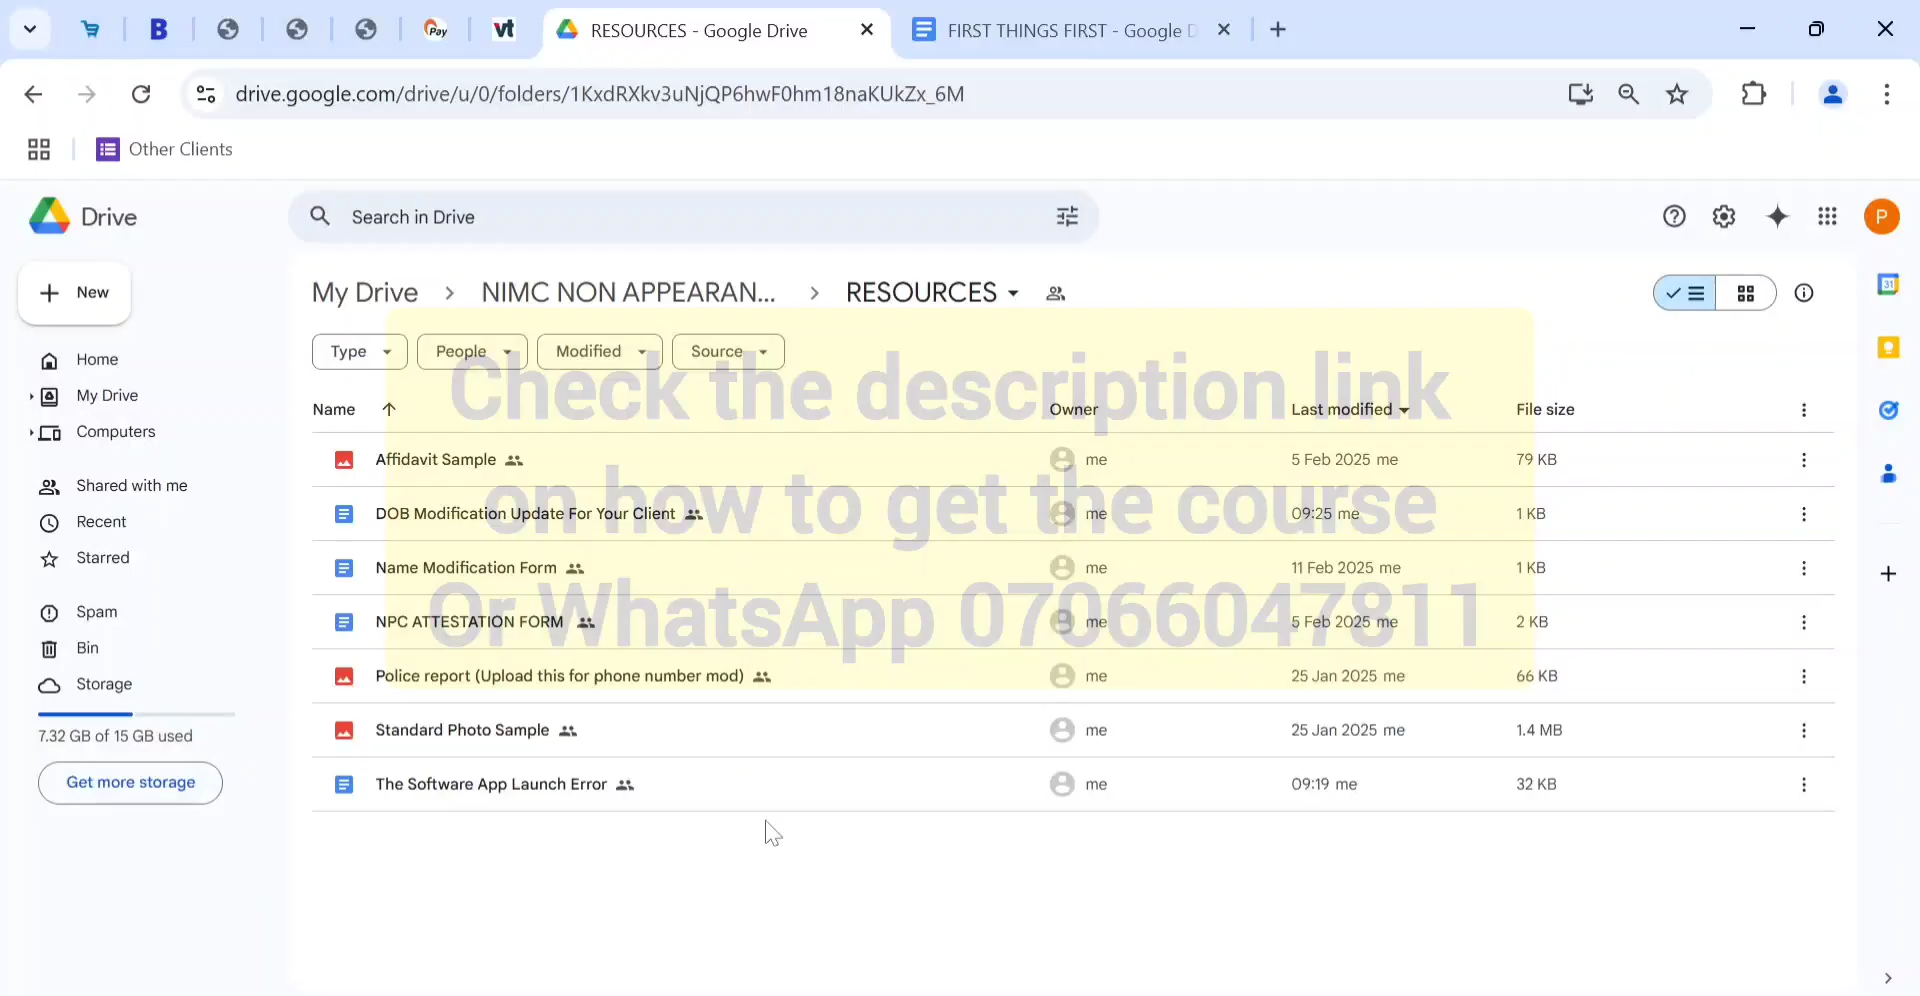 RESOURCES - Google Drive
FIRST THINGS FIRST - Google D
drive.google.com/drive/u/0/folders/1KxdRXkv3uNjQP6hwF0hm18naKUkZx_6M
Other Clients
Drive
Search in Drive
P
New
My Drive > NIMC NON APPEARAN... > RESOURCES
Type People Modified Source
Check the description link
on how to get the course
Or WhatsApp 07066047811
Home
My Drive
Computers
Shared with me
Recent
Starred
Spam
Bin
Storage
7.32 GB of 15 GB used
Get more storage
Name Owner Last modified File size
Affidavit Sample me 5 Feb 2025 me 79 KB
DOB Modification Update For Your Client me 09:25 me 1 KB
Name Modification Form me 11 Feb 2025 me 1 KB
NPC ATTESTATION FORM me 5 Feb 2025 me 2 KB
Police report (Upload this for phone number mod) me 25 Jan 2025 me 66 KB
Standard Photo Sample me 25 Jan 2025 me 1.4 MB
The Software App Launch Error me 09:19 me 32 KB
B
Pay
vt
31